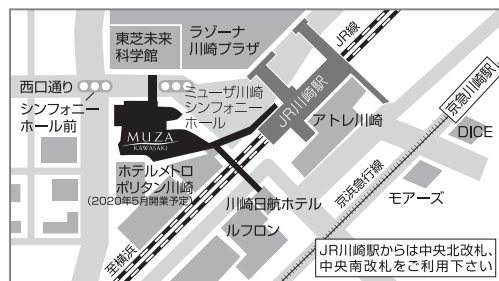 東芝未来
科学館
ラゾーナ
川崎プラザ
JR線
西口通り
シンフォニー
ホール前
ミューザ川崎
シンフォニー
ホール
MUZA
KAWASAKI
JR川崎駅
アトレ川崎
京急川崎駅
DICE
ホテルメトロ
ポリタン川崎
(2020年5月開業予定)
川崎日航ホテル
ルフロン
京浜急行線
モアーズ
至横浜
JR川崎駅からは中央北改札、
中央南改札をご利用下さい